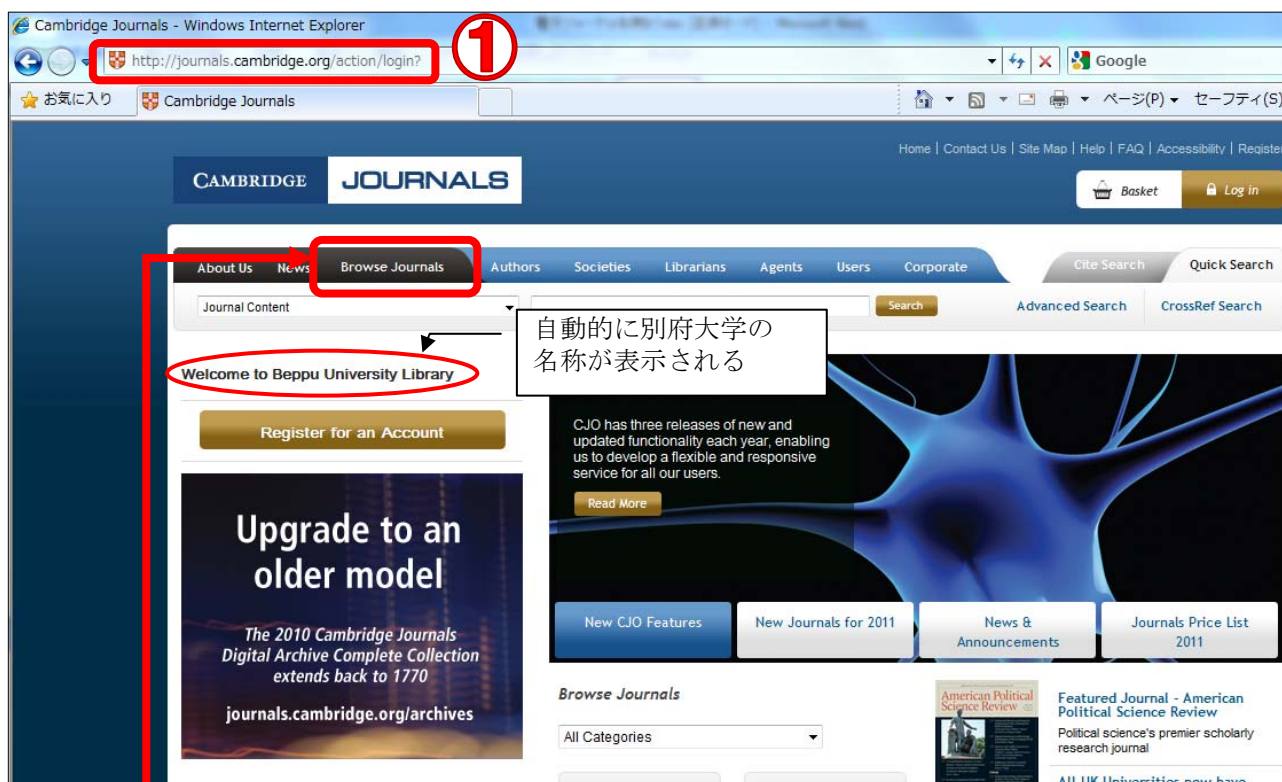 Cambridge Journals - Windows Internet Explorer
①
http://journals.cambridge.org/action/login?
Google
お気に入り
Cambridge Journals
ページ(P)
セーフティ(S)
Home | Contact Us | Site Map | Help | FAQ | Accessibility | Register
CAMBRIDGE JOURNALS
Basket
Log in
About Us News Browse Journals Authors Societies Librarians Agents Users Corporate
Cite Search Quick Search
Journal Content
Search
Advanced Search CrossRef Search
自動的に別府大学の
名称が表示される
Welcome to Beppu University Library
Register for an Account
CJO has three releases of new and
updated functionality each year, enabling
us to develop a flexible and responsive
service for all our users.
Read More
Upgrade to an
older model
The 2010 Cambridge Journals
Digital Archive Complete Collection
extends back to 1770
journals.cambridge.org/archives
New CJO Features
New Journals for 2011
News &
Announcements
Journals Price List
2011
Browse Journals
All Categories
American Political
Science Review
Featured Journal - American
Political Science Review
Political science's premier scholarly
research journal
All UK Universities now have